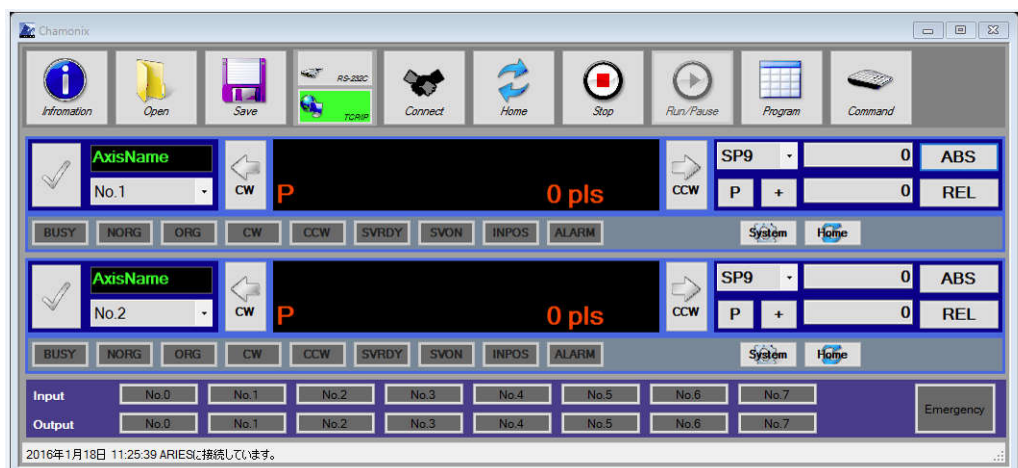 Chamonix
Infromation Open Save RS-232C TCP/IP Connect Home Stop Run/Pause Program Command
AxisName
No.1
CW
P 0 pls
CCW
SP9 0 ABS
P + 0 REL
BUSY NORG ORG CW CCW SVRDY SVON INPOS ALARM System Home
AxisName
No.2
CW
P 0 pls
CCW
SP9 0 ABS
P + 0 REL
BUSY NORG ORG CW CCW SVRDY SVON INPOS ALARM System Home
Input No.0 No.1 No.2 No.3 No.4 No.5 No.6 No.7
Output No.0 No.1 No.2 No.3 No.4 No.5 No.6 No.7
Emergency
2016年1月18日 11:25:39 ARIESに接続しています。